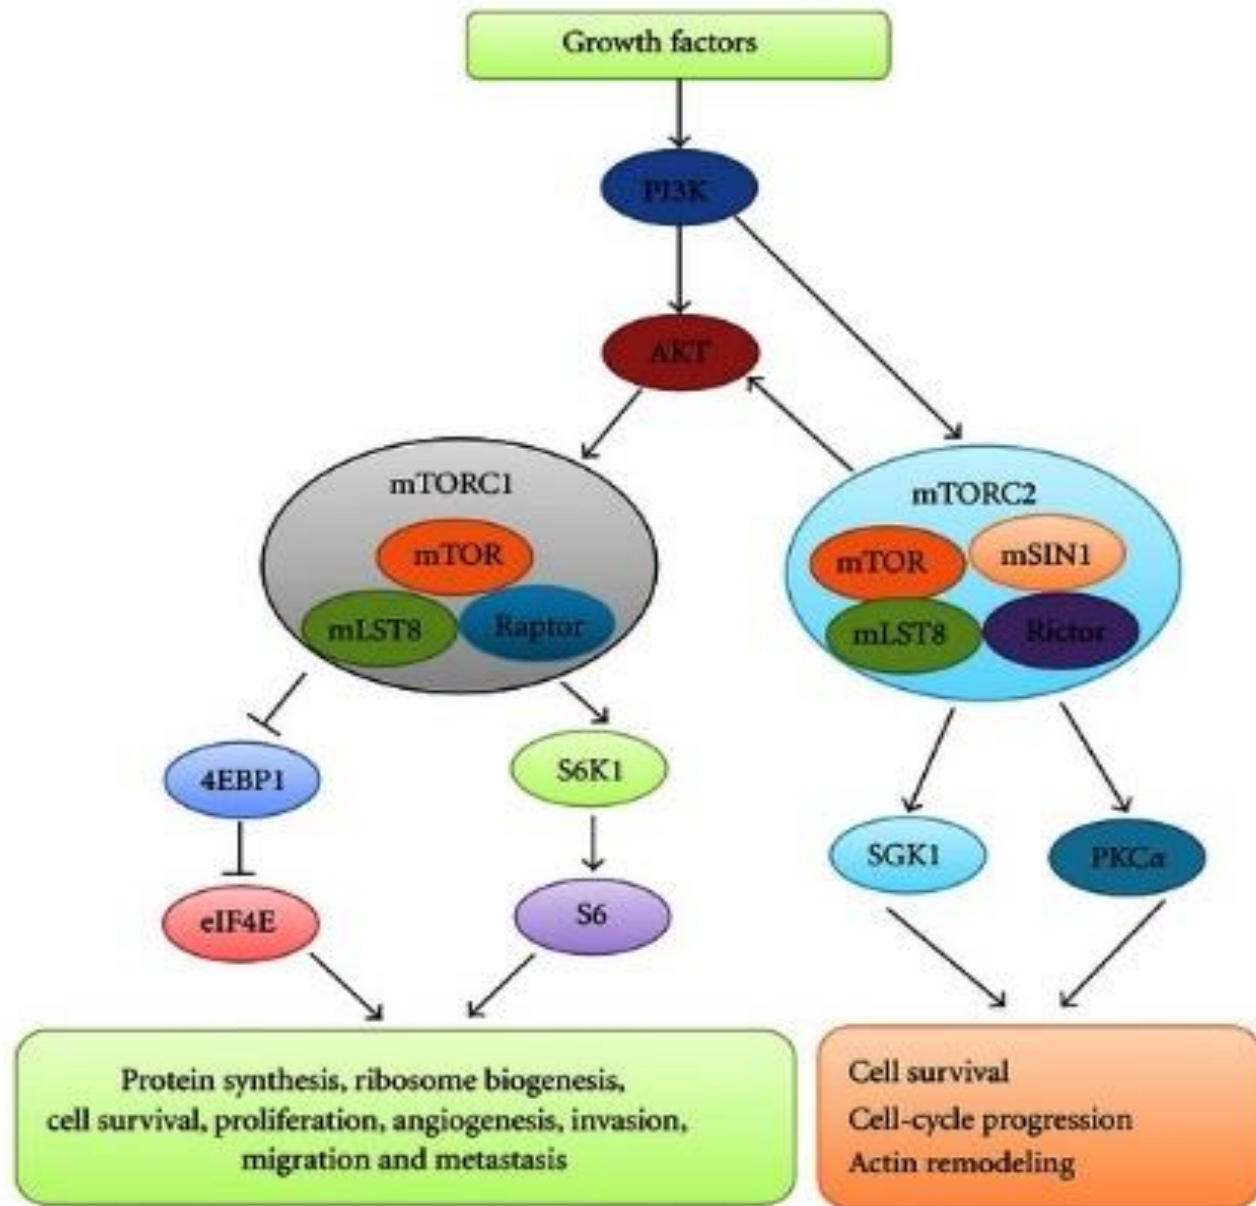 Growth factors
PI3K
AKT
mTORC1
mTOR
mLST8
Raptor
mTORC2
mTOR
mSIN1
mLST8
Rictor
4EBP1
S6K1
eIF4E
S6
SGK1
PKCα
Protein synthesis, ribosome biogenesis,
cell survival, proliferation, angiogenesis, invasion,
migration and metastasis
Cell survival
Cell-cycle progression
Actin remodeling